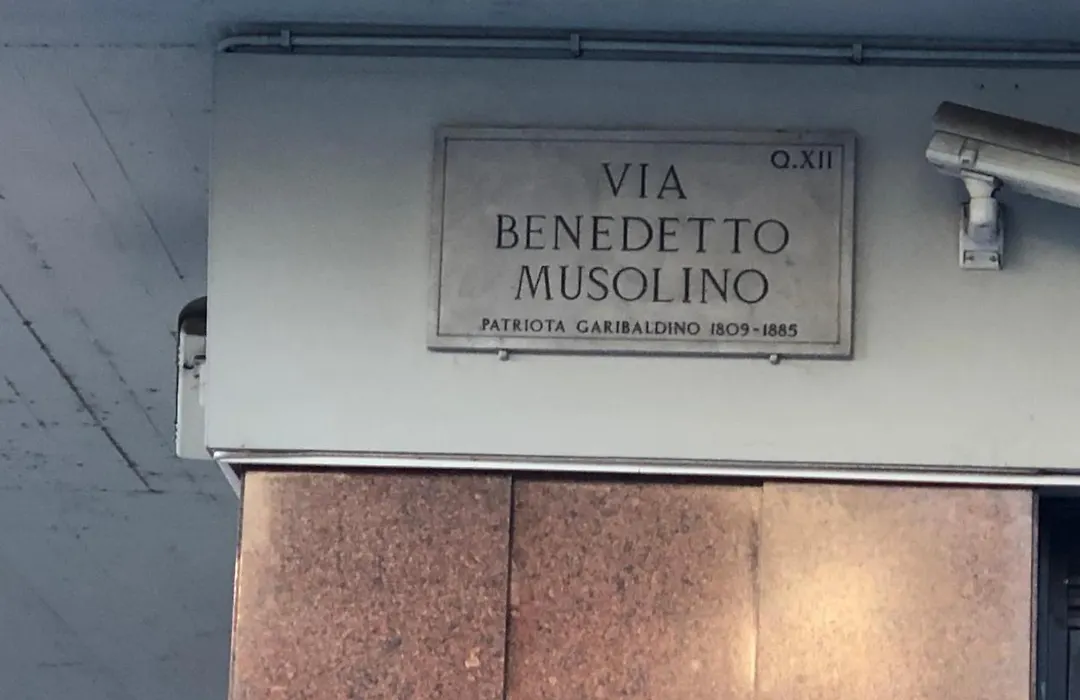 Q.XII
VIA
BENEDETTO
MUSOLINO
PATRIOTA GARIBALDINO 1809-1885